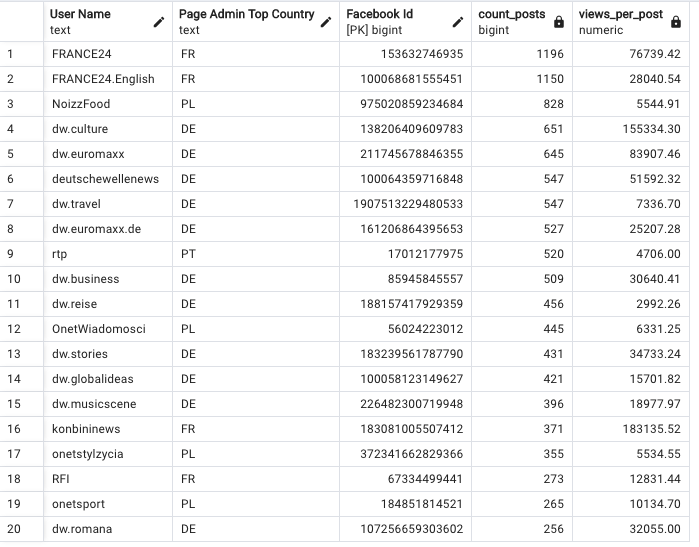 User Name Page Admin Top Country Facebook Id count_posts views_per_post
text text [PK] bigint bigint numeric
1 FRANCE24 FR 153632746935 1196 76739.42
2 FRANCE24.English FR 100068681555451 1150 28040.54
3 NoizzFood PL 975020859234684 828 5544.91
4 dw.culture DE 138206409609783 651 155334.30
5 dw.euromaxx DE 211745678846355 645 83907.46
6 deutschewellenews DE 100064359716848 547 51592.32
7 dw.travel DE 1907513229480533 547 7336.70
8 dw.euromaxx.de DE 161206864395653 527 25207.28
9 rtp PT 17012177975 520 4706.00
10 dw.business DE 85945845557 509 30640.41
11 dw.reise DE 188157417929359 456 2992.26
12 OnetWiadomosci PL 56024223012 445 6331.25
13 dw.stories DE 183239561787790 431 34733.24
14 dw.globalideas DE 100058123149627 421 15701.82
15 dw.musicscene DE 226482300719948 396 18977.97
16 konbininews FR 183081005507412 371 183135.52
17 onetstylzycia PL 372341662829366 355 5534.55
18 RFI FR 67334499441 273 12831.44
19 onetsport PL 184851814521 265 10134.70
20 dw.romana DE 107256659303602 256 32055.00